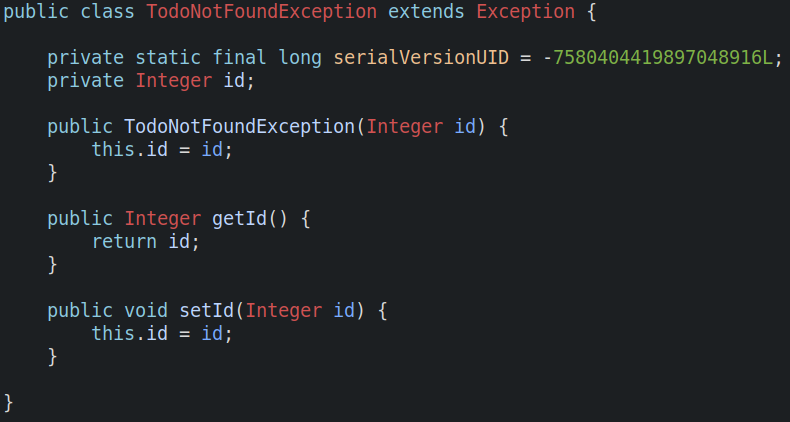 public class TodoNotFoundException extends Exception {
    private static final long serialVersionUID = -7580404419897048916L;
    private Integer id;
    public TodoNotFoundException(Integer id) {
        this.id = id;
    }
    public Integer getId() {
        return id;
    }
    public void setId(Integer id) {
        this.id = id;
    }
}